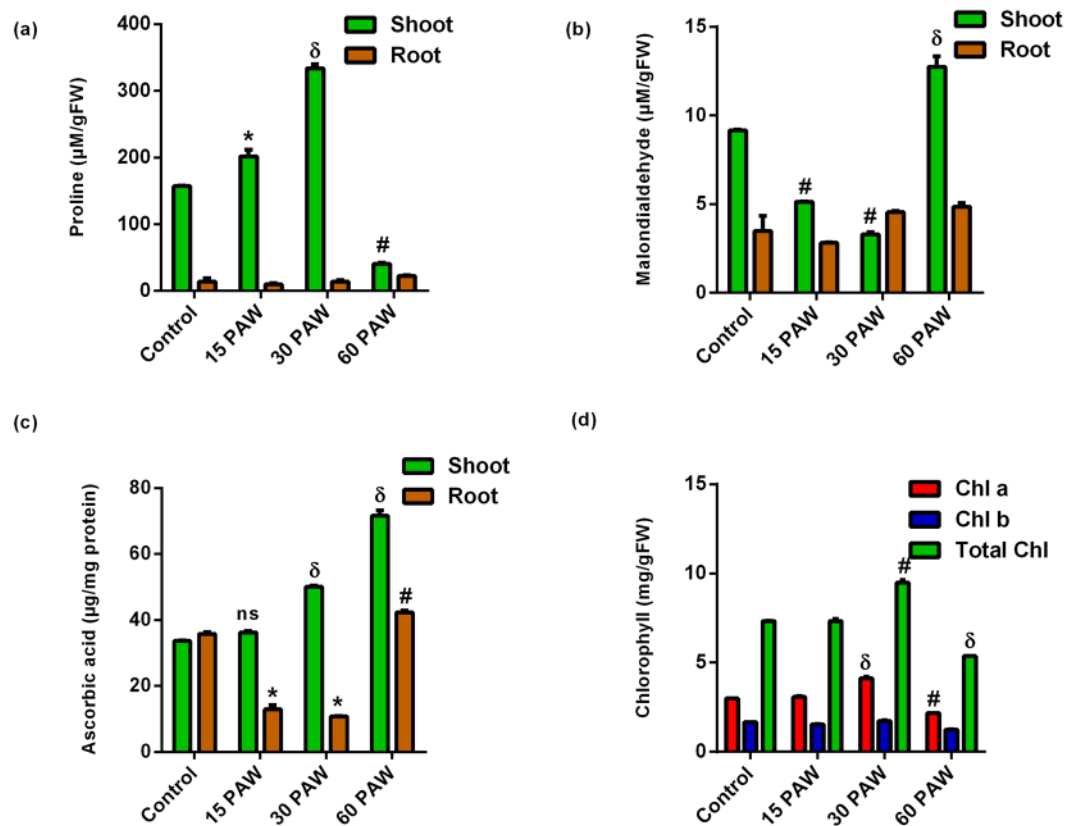 (a)
Shoot
Root
δ
*
#
Proline (µM/gFW)
400
300
200
100
0
Control
15 PAW
30 PAW
60 PAW
(b)
Shoot
Root
δ
#
#
Malondialdehyde (µM/gFW)
15
10
5
0
Control
15 PAW
30 PAW
60 PAW
(c)
Shoot
Root
δ
δ
#
ns
*
*
Ascorbic acid (µg/mg protein)
80
60
40
20
0
Control
15 PAW
30 PAW
60 PAW
(d)
Chl a
Chl b
Total Chl
#
δ
δ
#
Chlorophyll (mg/gFW)
15
10
5
0
Control
15 PAW
30 PAW
60 PAW